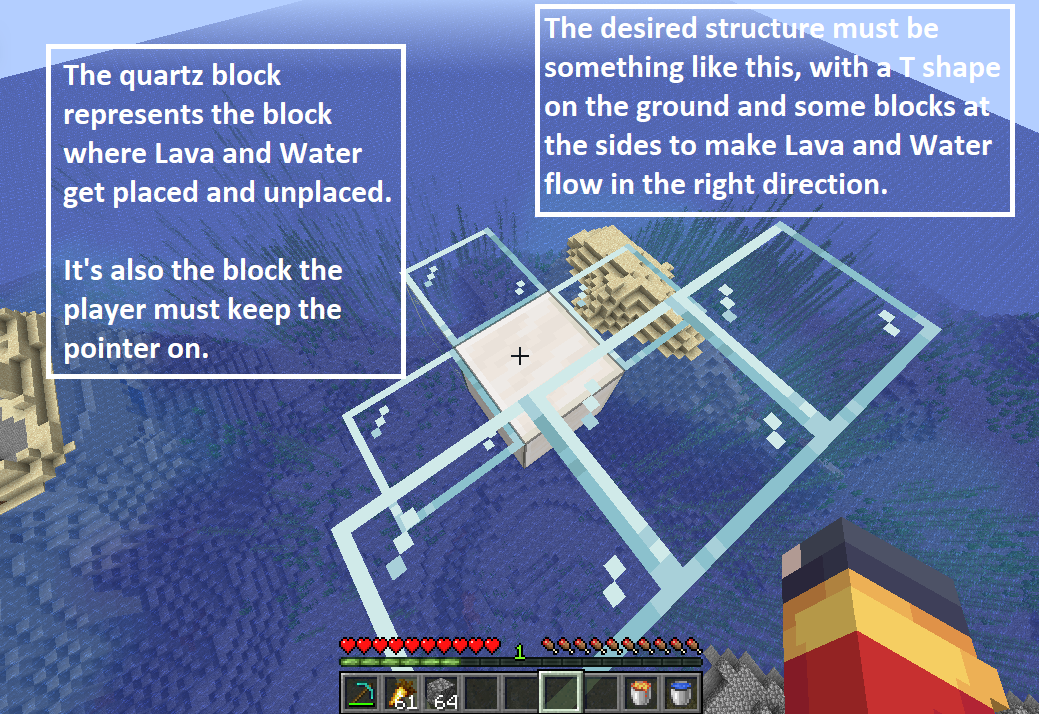 The quartz block
represents the block
where Lava and Water
get placed and unplaced.
It's also the block the
player must keep the
pointer on.
The desired structure must be
something like this, with a T shape
on the ground and some blocks at
the sides to make Lava and Water
flow in the right direction.
1
61
64